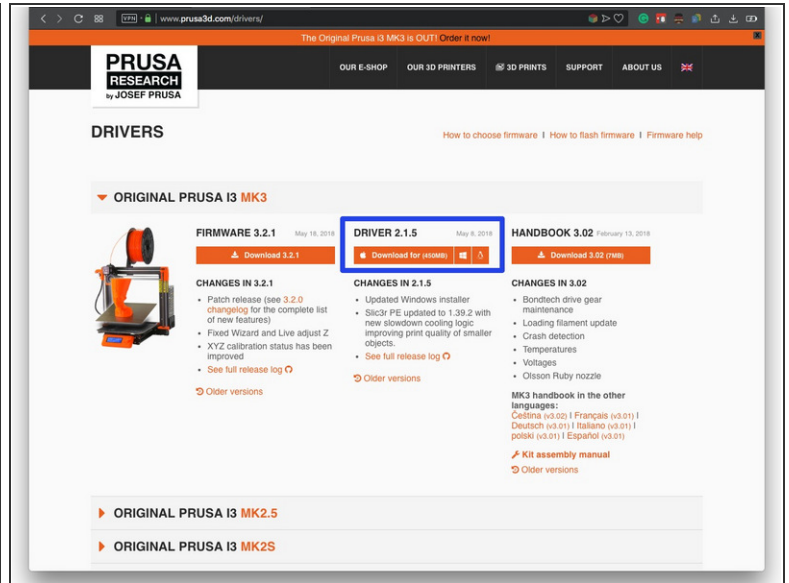 VPN
www.prusa3d.com/drivers/
The Original Prusa i3 MK3 is OUT! Order it now!
PRUSA
RESEARCH
by JOSEF PRUSA
OUR E-SHOP
OUR 3D PRINTERS
3D PRINTS
SUPPORT
ABOUT US
DRIVERS
How to choose firmware I How to flash firmware I Firmware help
ORIGINAL PRUSA I3 MK3
FIRMWARE 3.2.1 May 18, 2018
Download 3.2.1
CHANGES IN 3.2.1
• Patch release (see 3.2.0
changelog for the complete list
of new features)
• Fixed Wizard and Live adjust Z
• XYZ calibration status has been
improved
• See full release log
Older versions
DRIVER 2.1.5 May 8, 2018
Download for (450MB)
CHANGES IN 2.1.5
• Updated Windows installer
• Slic3r PE updated to 1.39.2 with
new slowdown cooling logic
improving print quality of smaller
objects.
• See full release log
Older versions
HANDBOOK 3.02 February 13, 2018
Download 3.02 (7MB)
CHANGES IN 3.02
• Bondtech drive gear
maintenance
• Loading filament update
• Crash detection
• Temperatures
• Voltages
• Olsson Ruby nozzle
MK3 handbook in the other
languages:
Čeština (v3.02) I Français (v3.01) I
Deutsch (v3.01) I Italiano (v3.01) I
polski (v3.01) I Español (v3.01)
Kit assembly manual
Older versions
ORIGINAL PRUSA I3 MK2.5
ORIGINAL PRUSA I3 MK2S